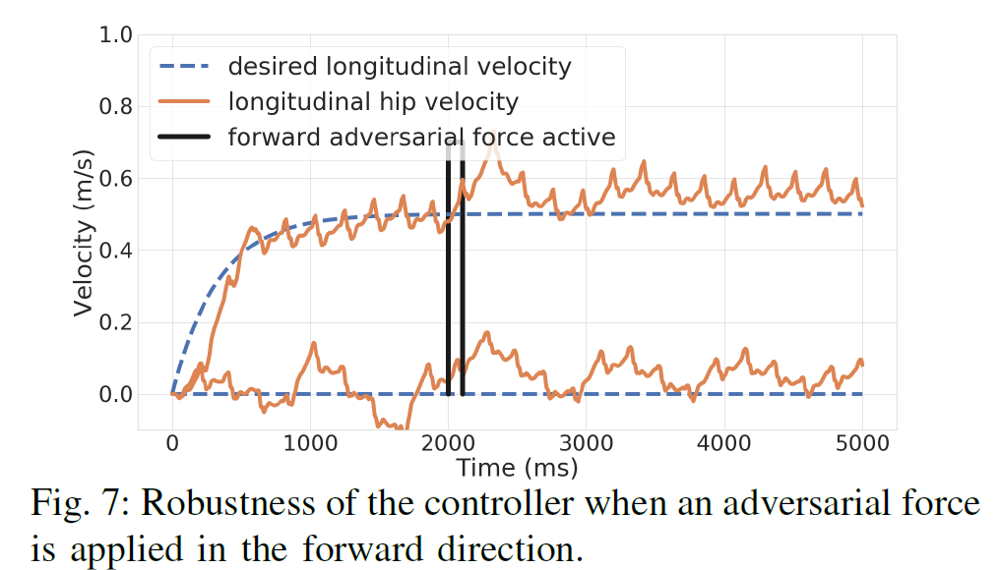 1.0
desired longitudinal velocity
longitudinal hip velocity
forward adversarial force active
0.8
0.6
0.4
0.2
0.0
Velocity (m/s)
0 1000 2000 3000 4000 5000
Time (ms)
Fig. 7: Robustness of the controller when an adversarial force
is applied in the forward direction.